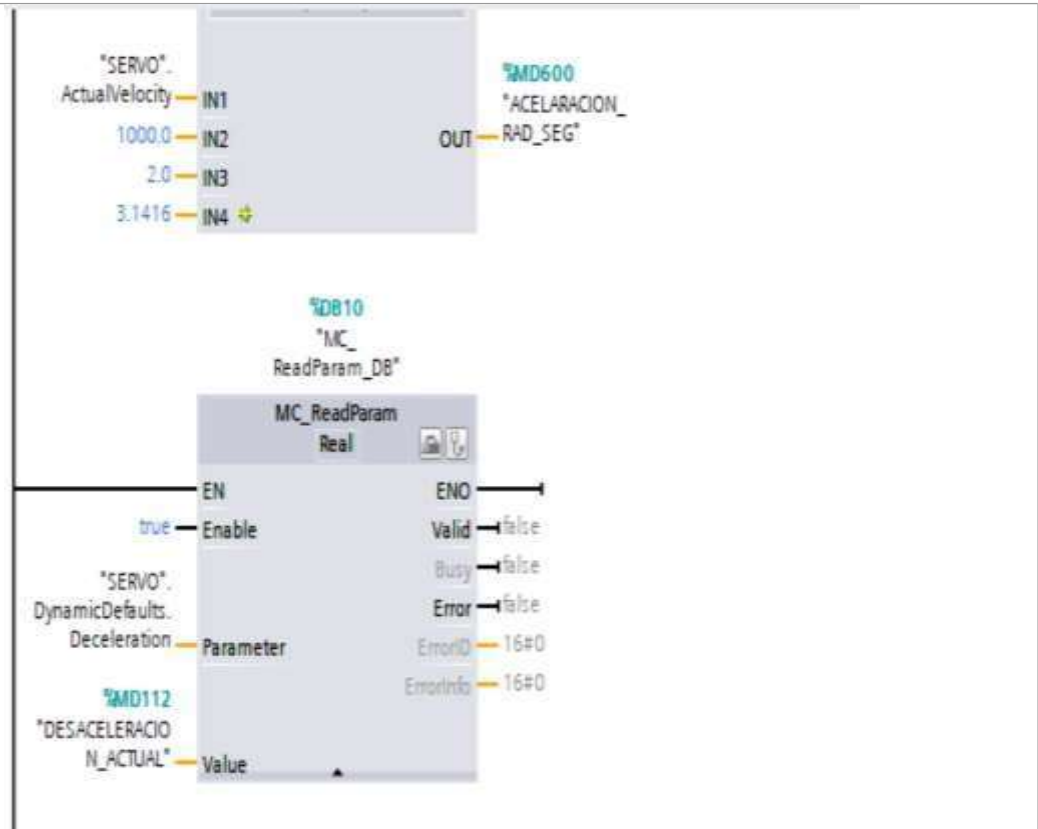 "SERVO".
ActualVelocity IN1
1000.0 IN2
2.0 IN3
3.1416 IN4
%MD600
"ACELARACION_
OUT RAD_SEG"
%DB10
"MC_
ReadParam_DB"
MC_ReadParam
Real
EN ENO
true Enable Valid false
Busy false
"SERVO".
DynamicDefaults.
Error false
Deceleration Parameter ErrorID 16#0
%MD112
ErrorInfo 16#0
"DESACELERACIO
N_ACTUAL" Value